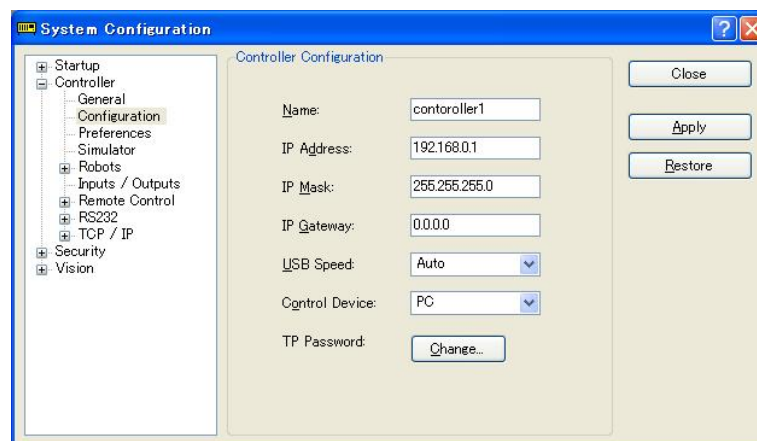 System Configuration
Startup
Controller
General
Configuration
Preferences
Simulator
Robots
Inputs / Outputs
Remote Control
RS232
TCP / IP
Security
Vision
Controller Configuration
Name: contoroller1
IP Address: 192.168.0.1
IP Mask: 255.255.255.0
IP Gateway: 0.0.0.0
USB Speed: Auto
Control Device: PC
TP Password: Change...
Close
Apply
Restore